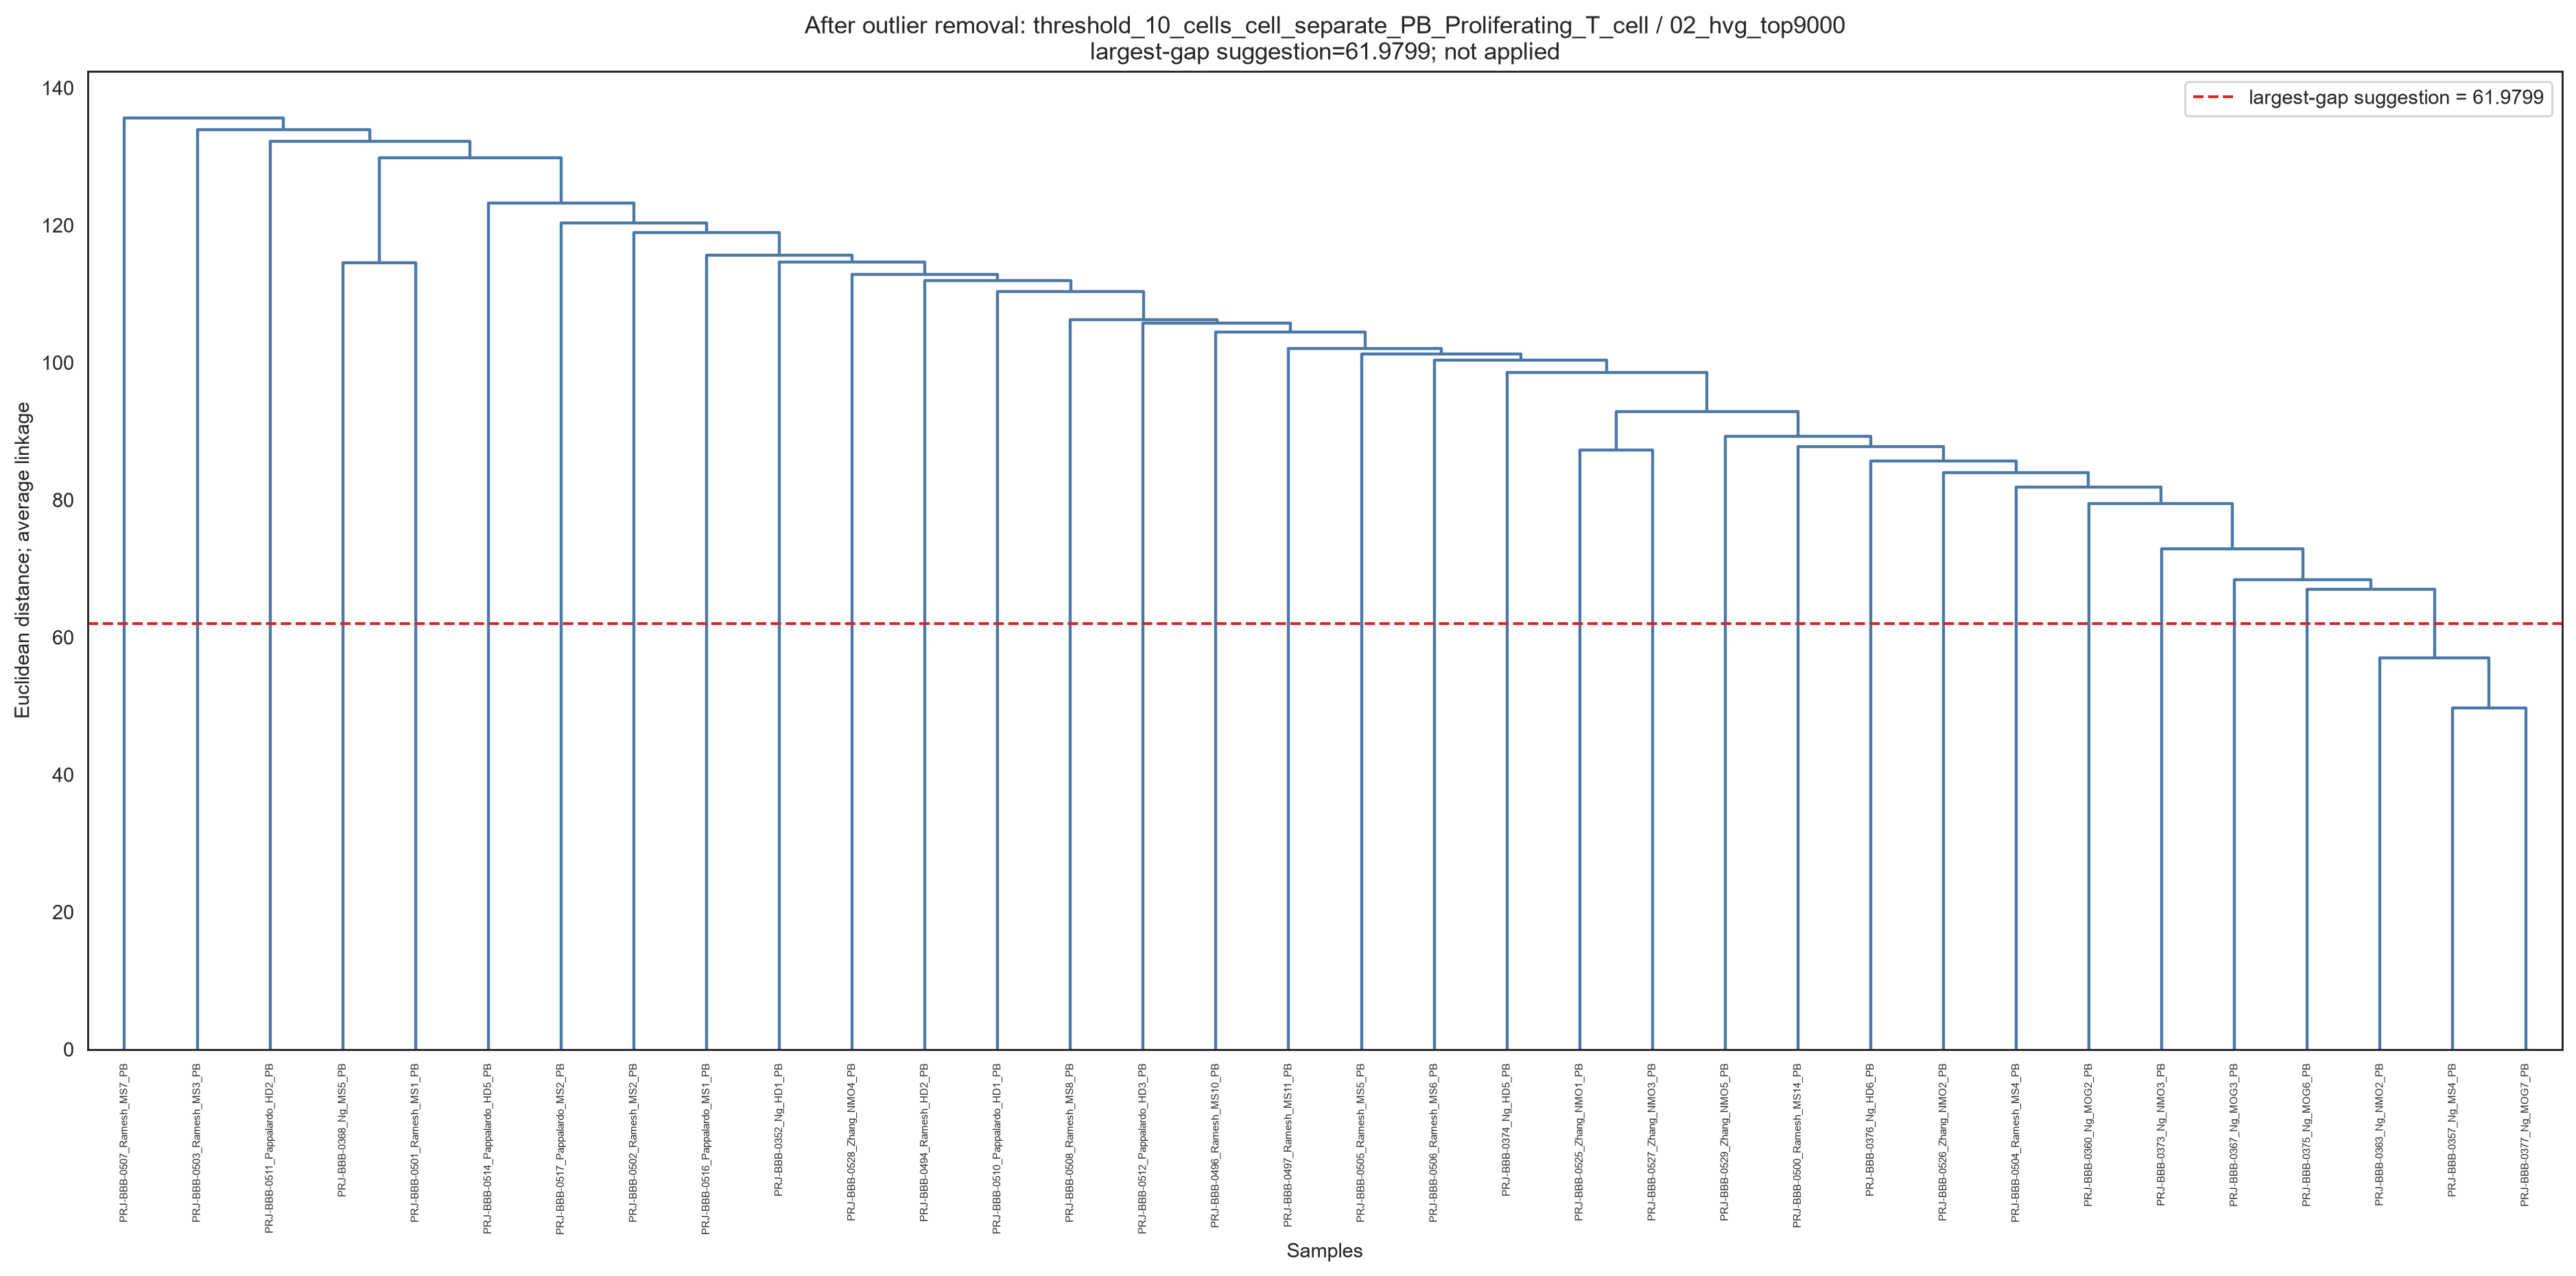 After outlier removal: threshold_10_cells_cell_separate_PB_Proliferating_T_cell / 02_hvg_top9000
largest-gap suggestion=61.9799; not applied
largest-gap suggestion = 61.9799
Euclidean distance; average linkage
140
120
100
80
60
40
20
0
PRJ-BBB-0507_Ramesh_MS7_PB
PRJ-BBB-0503_Ramesh_MS3_PB
PRJ-BBB-0511_Pappalardo_HD2_PB
PRJ-BBB-0368_Ng_MS5_PB
PRJ-BBB-0501_Ramesh_MS1_PB
PRJ-BBB-0514_Pappalardo_HD5_PB
PRJ-BBB-0517_Pappalardo_MS2_PB
PRJ-BBB-0502_Ramesh_MS2_PB
PRJ-BBB-0516_Pappalardo_MS1_PB
PRJ-BBB-0352_Ng_HD1_PB
PRJ-BBB-0528_Zhang_NMO4_PB
PRJ-BBB-0494_Ramesh_HD2_PB
PRJ-BBB-0510_Pappalardo_HD1_PB
PRJ-BBB-0508_Ramesh_MS8_PB
PRJ-BBB-0512_Pappalardo_HD3_PB
PRJ-BBB-0496_Ramesh_MS10_PB
PRJ-BBB-0497_Ramesh_MS11_PB
PRJ-BBB-0505_Ramesh_MS5_PB
PRJ-BBB-0506_Ramesh_MS6_PB
PRJ-BBB-0374_Ng_HD5_PB
PRJ-BBB-0525_Zhang_NMO1_PB
PRJ-BBB-0527_Zhang_NMO3_PB
PRJ-BBB-0529_Zhang_NMO5_PB
PRJ-BBB-0500_Ramesh_MS14_PB
PRJ-BBB-0376_Ng_HD6_PB
PRJ-BBB-0526_Zhang_NMO2_PB
PRJ-BBB-0504_Ramesh_MS4_PB
PRJ-BBB-0360_Ng_MOG2_PB
PRJ-BBB-0373_Ng_NMO3_PB
PRJ-BBB-0367_Ng_MOG3_PB
PRJ-BBB-0375_Ng_MOG6_PB
PRJ-BBB-0363_Ng_NMO2_PB
PRJ-BBB-0357_Ng_MS4_PB
PRJ-BBB-0377_Ng_MOG7_PB
Samples